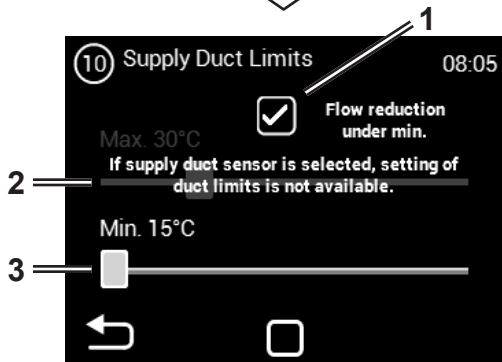 1
10 Supply Duct Limits 08:05
Flow reduction
under min.
Max. 30°C
If supply duct sensor is selected, setting of
duct limits is not available.
2
Min. 15°C
3